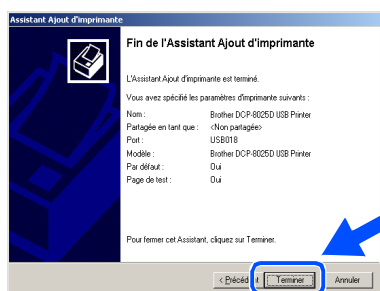 Assistant Ajout d'imprimante
Fin de l'Assistant Ajout d'imprimante
L'Assistant Ajout d'imprimante est terminé.
Vous avez spécifié les paramètres d'imprimante suivants :
Nom : Brother DCP-8025D USB Printer
Partagée en tant que : <Non partagée>
Port : USB018
Modèle : Brother DCP-8025D USB Printer
Par défaut : Oui
Page de test : Oui
Pour fermer cet Assistant, cliquez sur Terminer.
< Précédent Terminer Annuler